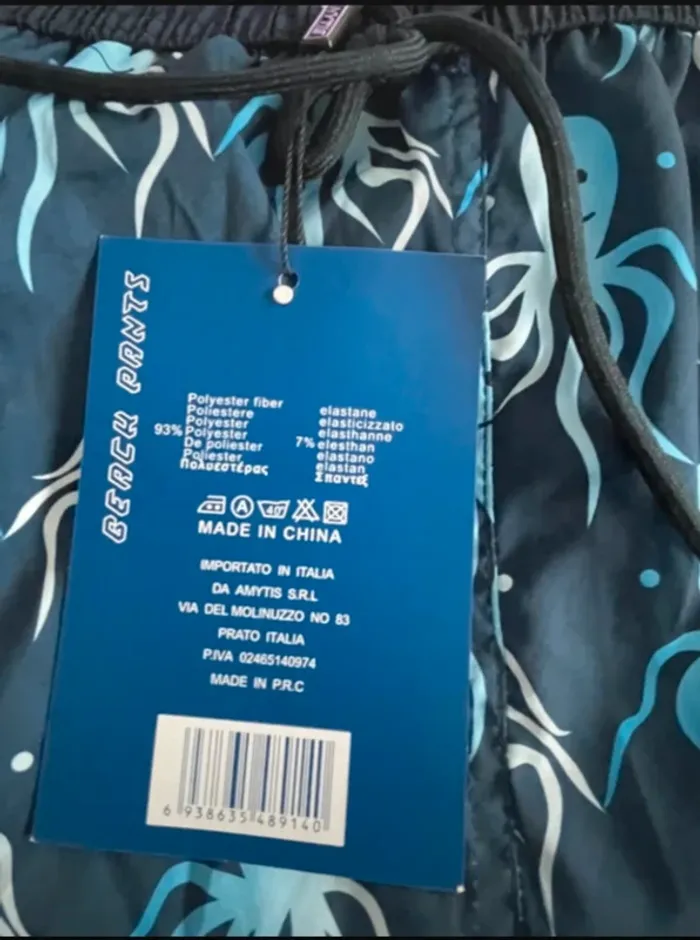 BEACH PANTS
Polyester fiber
Poliestere
Polyester
93% Polyester
De poliester
Poliester
Πολυεστέρας
elastane
elasticizzato
elasthanne
7% elesthan
elastano
elastan
Σπαντεξ
A 40
MADE IN CHINA
IMPORTATO IN ITALIA
DA AMYTIS S.R.L
VIA DEL MOLINUZZO NO 83
PRATO ITALIA
P.IVA 02465140974
MADE IN P.R.C
6 938635 489140